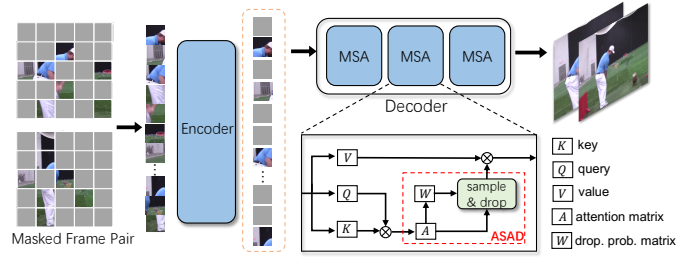 Masked Frame Pair
Encoder
MSA
MSA
MSA
Decoder
V
Q
K
W
A
sample
& drop
ASAD
K key
Q query
V value
A attention matrix
W drop. prob. matrix